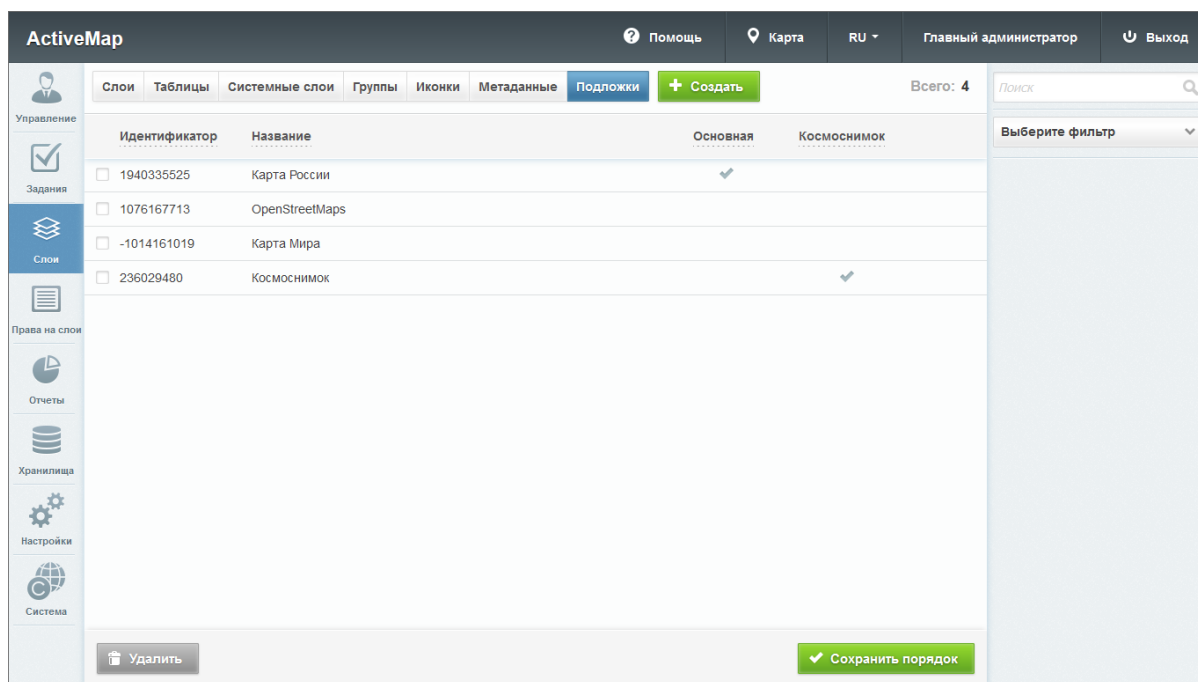 ActiveMap Помощь Карта RU Главный администратор Выход
Управление
Задания
Слои
Права на слои
Отчеты
Хранилища
Настройки
Система
Слои Таблицы Системные слои Группы Иконки Метаданные Подложки Создать Всего: 4
Идентификатор Название Основная Космоснимок
1940335525 Карта России
1076167713 OpenStreetMaps
-1014161019 Карта Мира
236029480 Космоснимок
Удалить Сохранить порядок
Поиск
Выберите фильтр